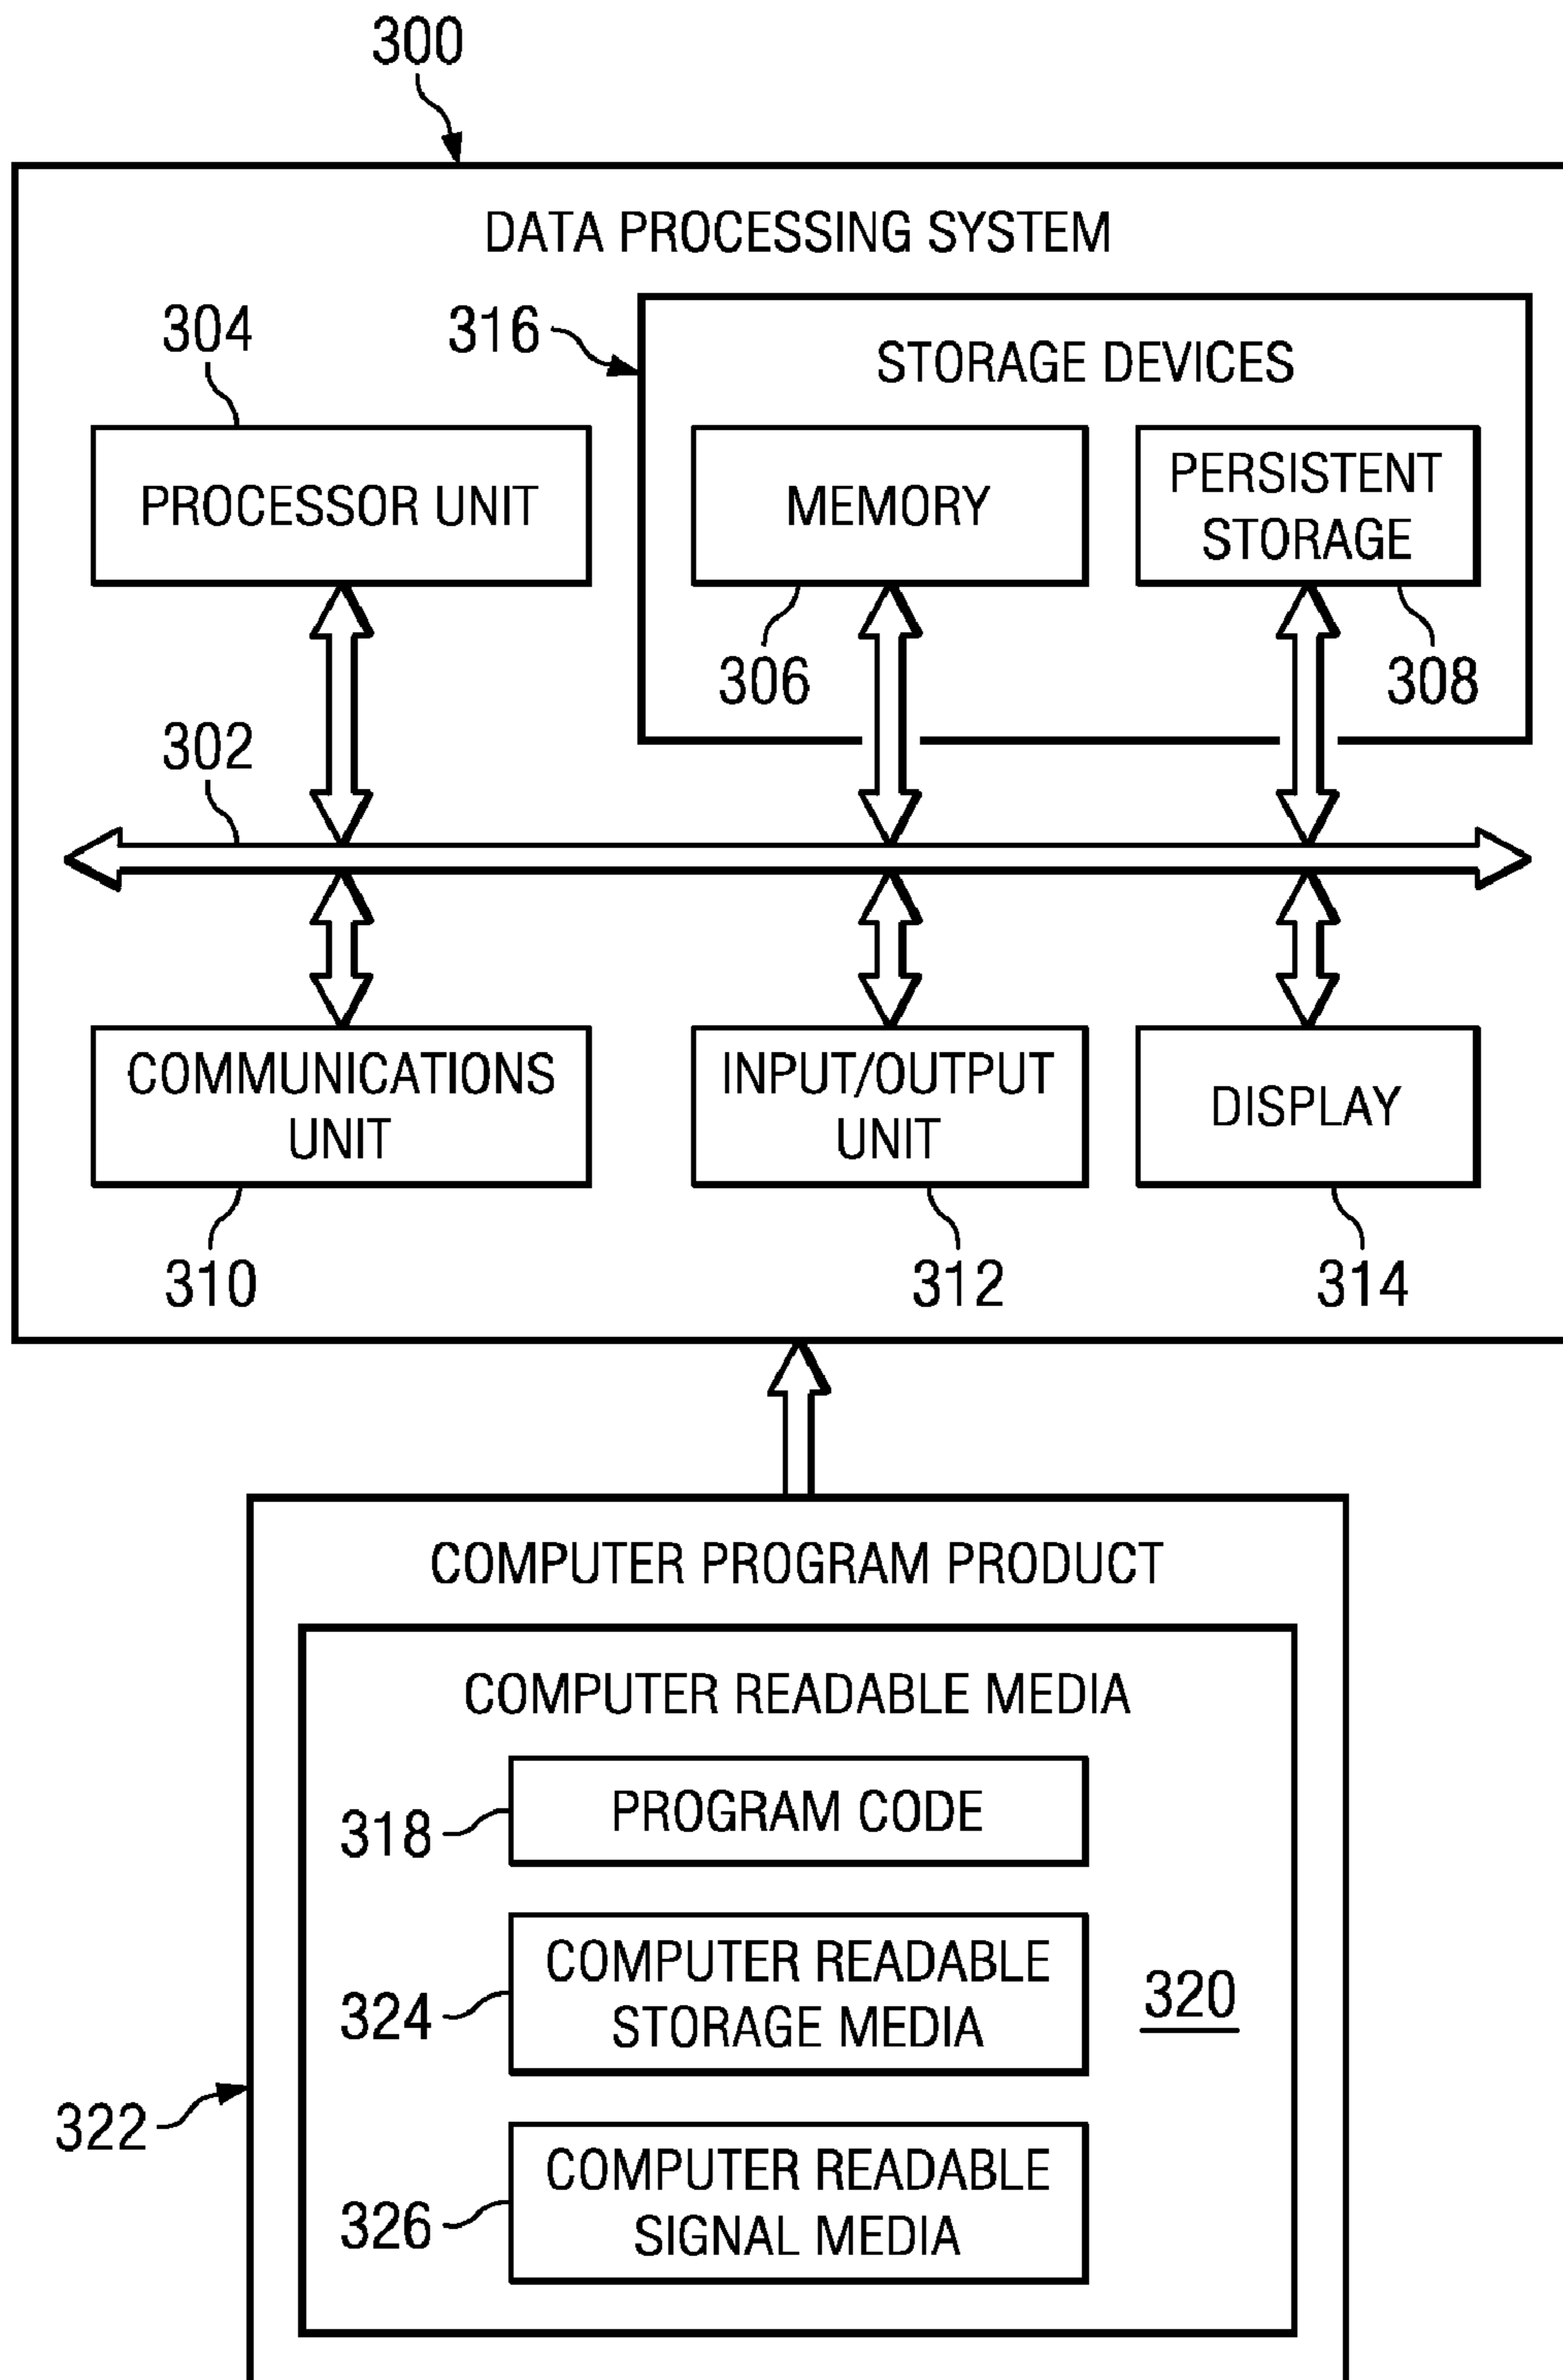 300
DATA PROCESSING SYSTEM
304
316
STORAGE DEVICES
PROCESSOR UNIT
MEMORY
PERSISTENT
STORAGE
306
308
302
COMMUNICATIONS
UNIT
INPUT/OUTPUT
UNIT
DISPLAY
310
312
314
COMPUTER PROGRAM PRODUCT
COMPUTER READABLE MEDIA
PROGRAM CODE
318
COMPUTER READABLE
STORAGE MEDIA
324
320
322
COMPUTER READABLE
SIGNAL MEDIA
326